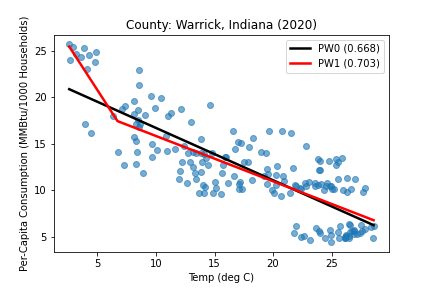 County: Warrick, Indiana (2020)
Per-Capita Consumption (MMBtu/1000 Households)
25
20
15
10
5
PW0 (0.668)
PW1 (0.703)
5 10 15 20 25
Temp (deg C)